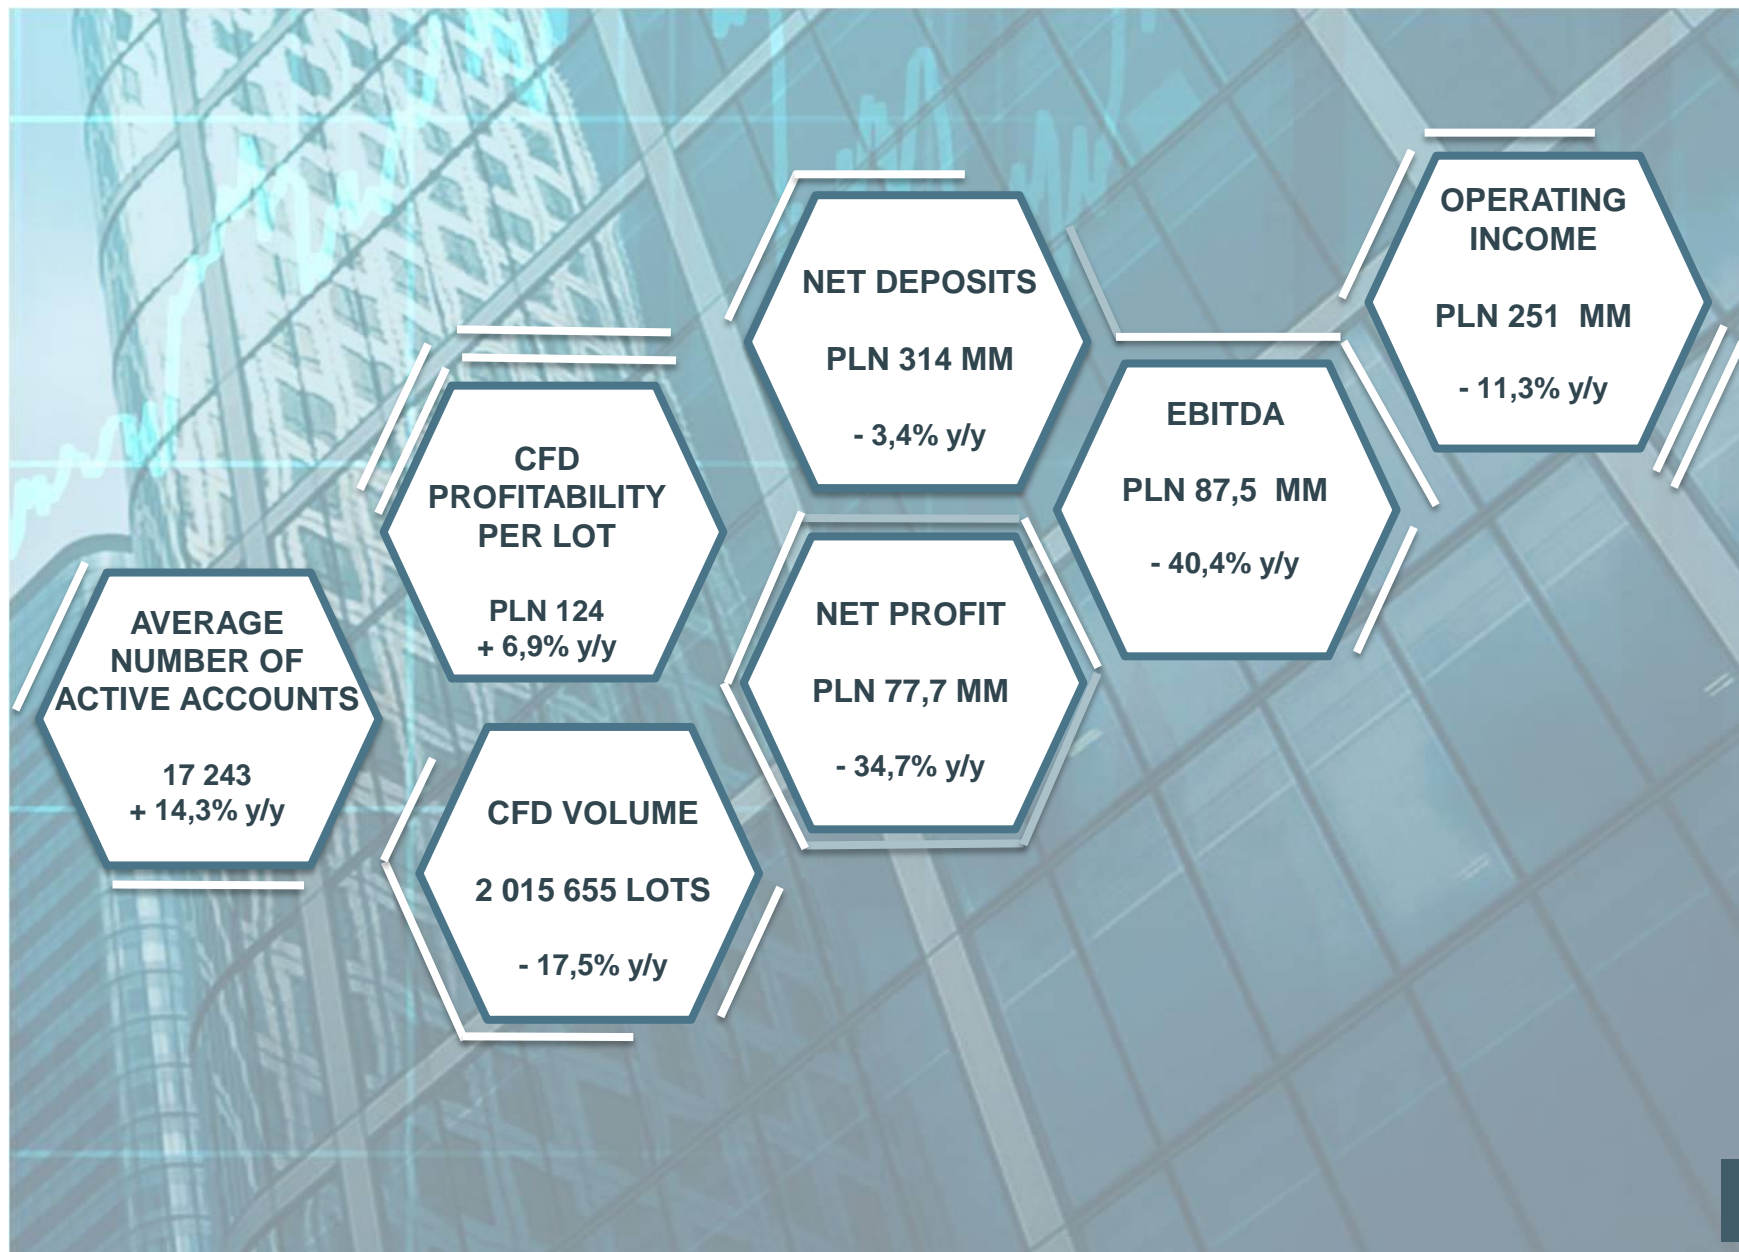 AVERAGE
NUMBER OF
ACTIVE ACCOUNTS
17 243
+ 14,3% y/y
CFD
PROFITABILITY
PER LOT
PLN 124
+ 6,9% y/y
CFD VOLUME
2 015 655 LOTS
- 17,5% y/y
NET DEPOSITS
PLN 314 MM
- 3,4% y/y
NET PROFIT
PLN 77,7 MM
- 34,7% y/y
EBITDA
PLN 87,5 MM
- 40,4% y/y
OPERATING
INCOME
PLN 251 MM
- 11,3% y/y